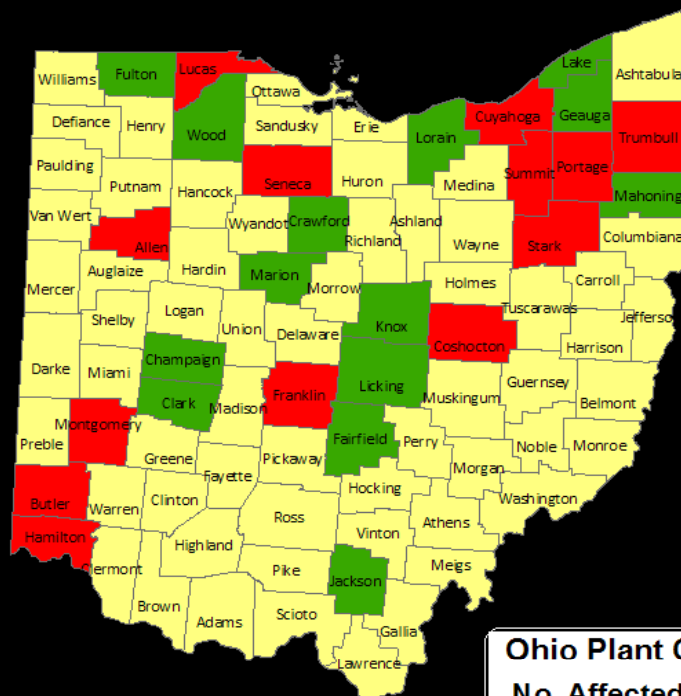 Lake
Williams
Fulton
Lucas
Ashtabula
Ottawa
Geauga
Defiance
Henry
Wood
Sandusky
Erie
Lorain
Cuyahoga
Trumbull
Paulding
Putnam
Hancock
Seneca
Huron
Medina
Summit
Portage
Mahoning
Van Wert
Wyandot
Crawford
Richland
Ashland
Wayne
Stark
Columbiana
Allen
Mercer
Auglaize
Hardin
Marion
Morrow
Holmes
Carroll
Tuscarawas
Jefferso
Shelby
Logan
Union
Delaware
Knox
Coshocton
Harrison
Darke
Miami
Champaign
Licking
Guernsey
Belmont
Clark
Madison
Franklin
Muskingum
Preble
Montgomery
Greene
Fayette
Pickaway
Fairfield
Perry
Morgan
Noble
Monroe
Butler
Warren
Clinton
Ross
Hocking
Athens
Washington
Hamilton
Clermont
Highland
Vinton
Meigs
Pike
Jackson
Brown
Adams
Scioto
Gallia
Lawrence
Ohio Plant
No. Affected